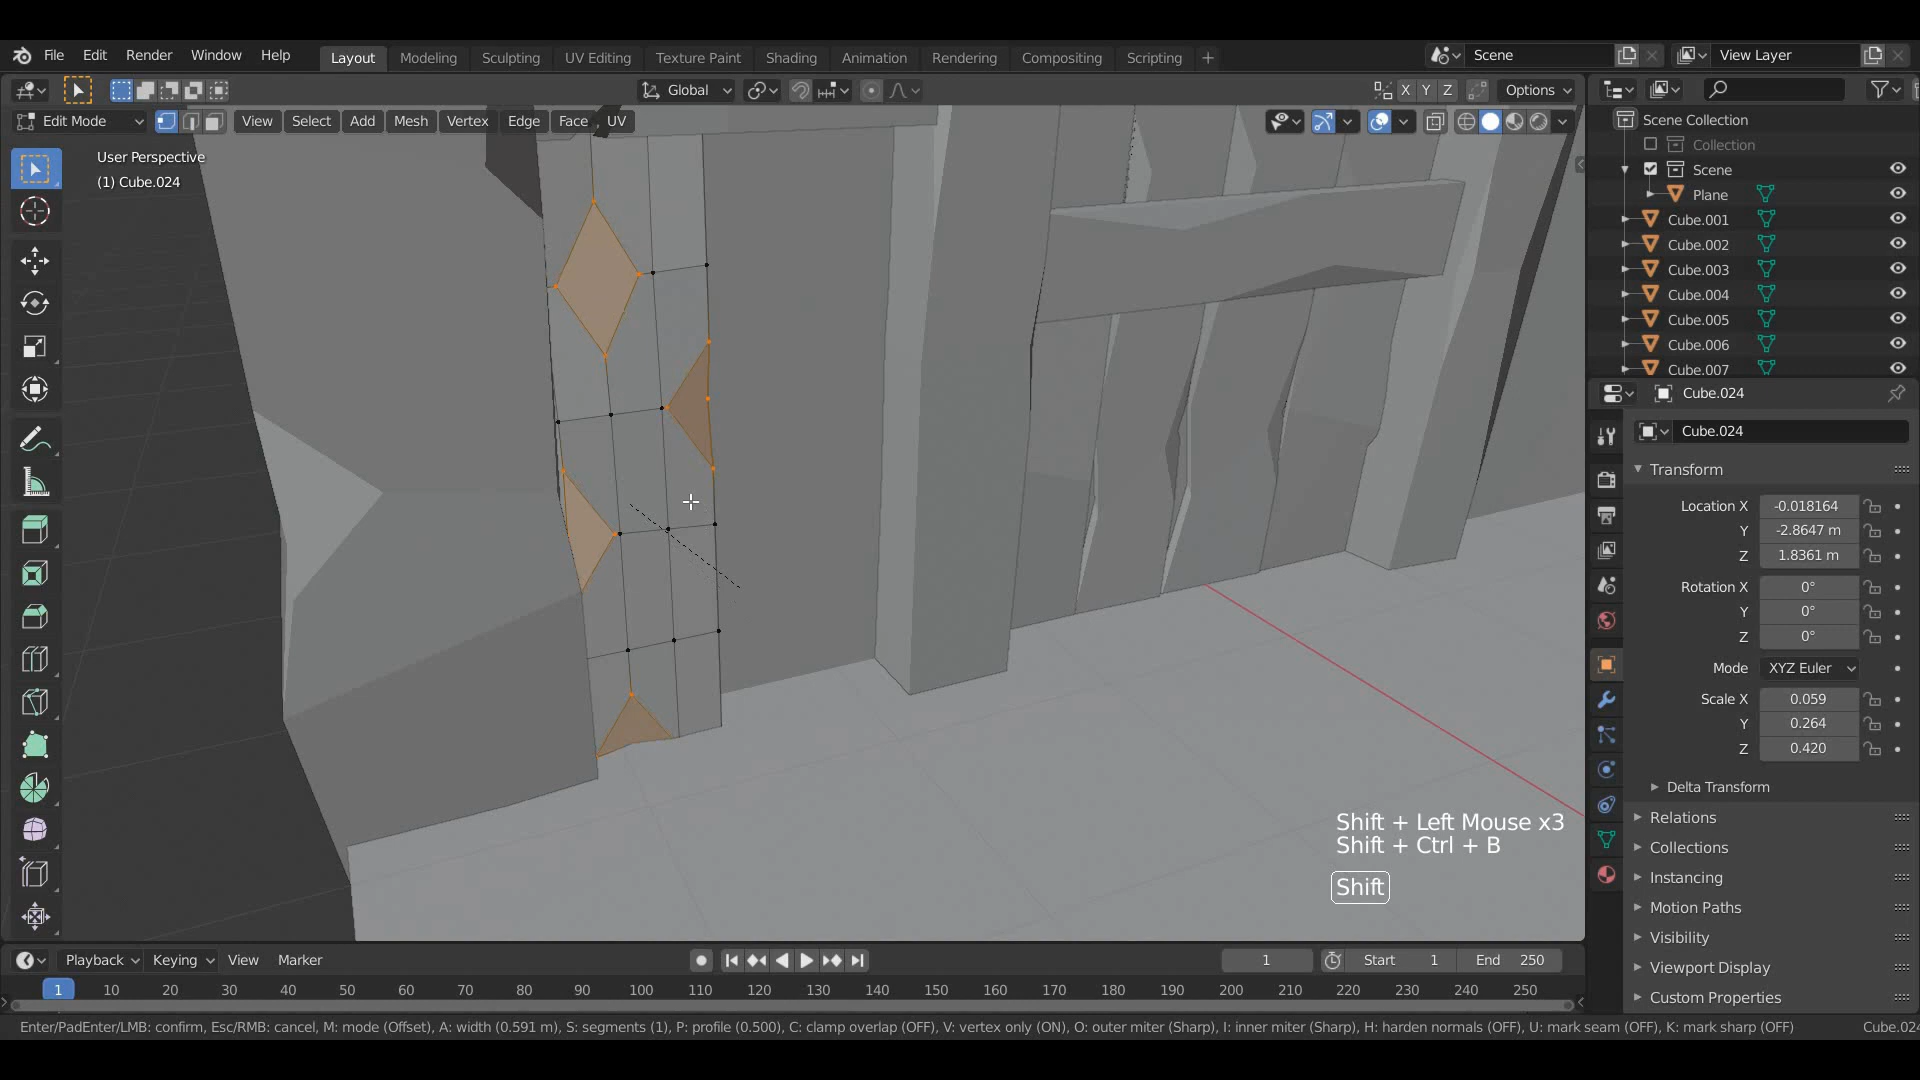 File Edit Render Window Help Layout Modeling Sculpting UV Editing Texture Paint Shading Animation Rendering Compositing Scripting + Scene View Layer
Global X Y Z Options
Edit Mode View Select Add Mesh Vertex Edge Face UV
User Perspective
(1) Cube.024
Scene Collection
Collection
Scene
Plane
Cube.001
Cube.002
Cube.003
Cube.004
Cube.005
Cube.006
Cube.007
Cube.024
Cube.024
Transform
Location X -0.018164
Y -2.8647 m
Z 1.8361 m
Rotation X 0°
Y 0°
Z 0°
Mode XYZ Euler
Scale X 0.059
Y 0.264
Z 0.420
Delta Transform
Relations
Collections
Instancing
Motion Paths
Visibility
Viewport Display
Custom Properties
Shift + Left Mouse x3
Shift + Ctrl + B
Shift
Playback Keying View Marker 1 Start 1 End 250
1 10 20 30 40 50 60 70 80 90 100 110 120 130 140 150 160 170 180 190 200 210 220 230 240 250
Enter/PadEnter/LMB: confirm, Esc/RMB: cancel, M: mode (Offset), A: width (0.591 m), S: segments (1), P: profile (0.500), C: clamp overlap (OFF), V: vertex only (ON), O: outer miter (Sharp), I: inner miter (Sharp), H: harden normals (OFF), U: mark seam (OFF), K: mark sharp (OFF) Cube.024